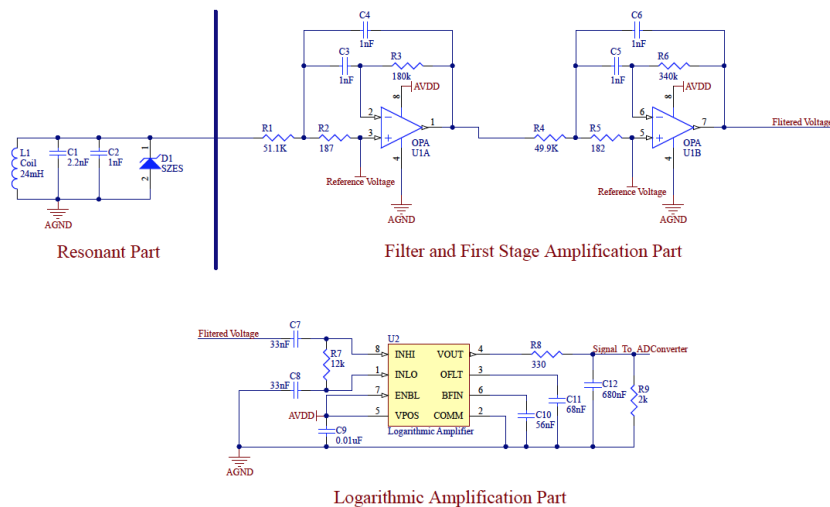 C4
1nF
C3
1nF
R3
180k
AVDD
8
2
3
1
OPA
U1A
4
R1
51.1K
R2
187
Reference Voltage
AGND
C6
1nF
C5
1nF
R6
340k
AVDD
8
6
5
7
OPA
U1B
4
R4
49.9K
R5
182
Reference Voltage
AGND
Flitered Voltage
L1
Coil
24mH
C1
2.2nF
C2
1nF
1
D1
SZES
2
AGND
Resonant Part
Filter and First Stage Amplification Part
Flitered Voltage
C7
33nF
R7
12k
C8
33nF
AVDD
C9
0.01uF
AGND
U2
8 INHI VOUT 4
1 INLO OFLT 3
7 ENBL BFIN 6
5 VPOS COMM 2
Logarithmic Amplifier
R8
330
Signal_To_ADConverter
C10
56nF
C11
68nF
C12
680nF
R9
2k
Logarithmic Amplification Part